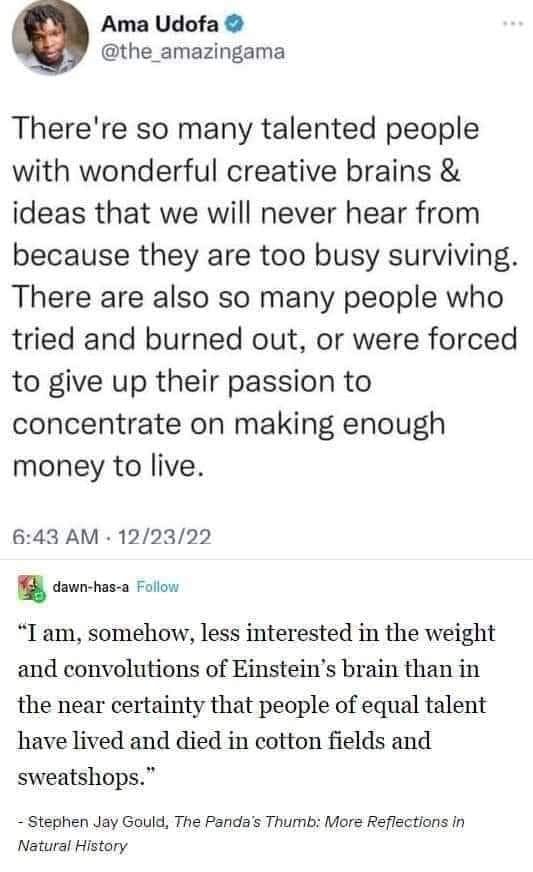 Ama Udofa
@the_amazingama
There're so many talented people
with wonderful creative brains &
ideas that we will never hear from
because they are too busy surviving.
There are also so many people who
tried and burned out, or were forced
to give up their passion to
concentrate on making enough
money to live.
6:43 AM · 12/23/22
dawn-has-a Follow
“I am, somehow, less interested in the weight
and convolutions of Einstein’s brain than in
the near certainty that people of equal talent
have lived and died in cotton fields and
sweatshops.”
- Stephen Jay Gould, The Panda’s Thumb: More Reflections in
Natural History